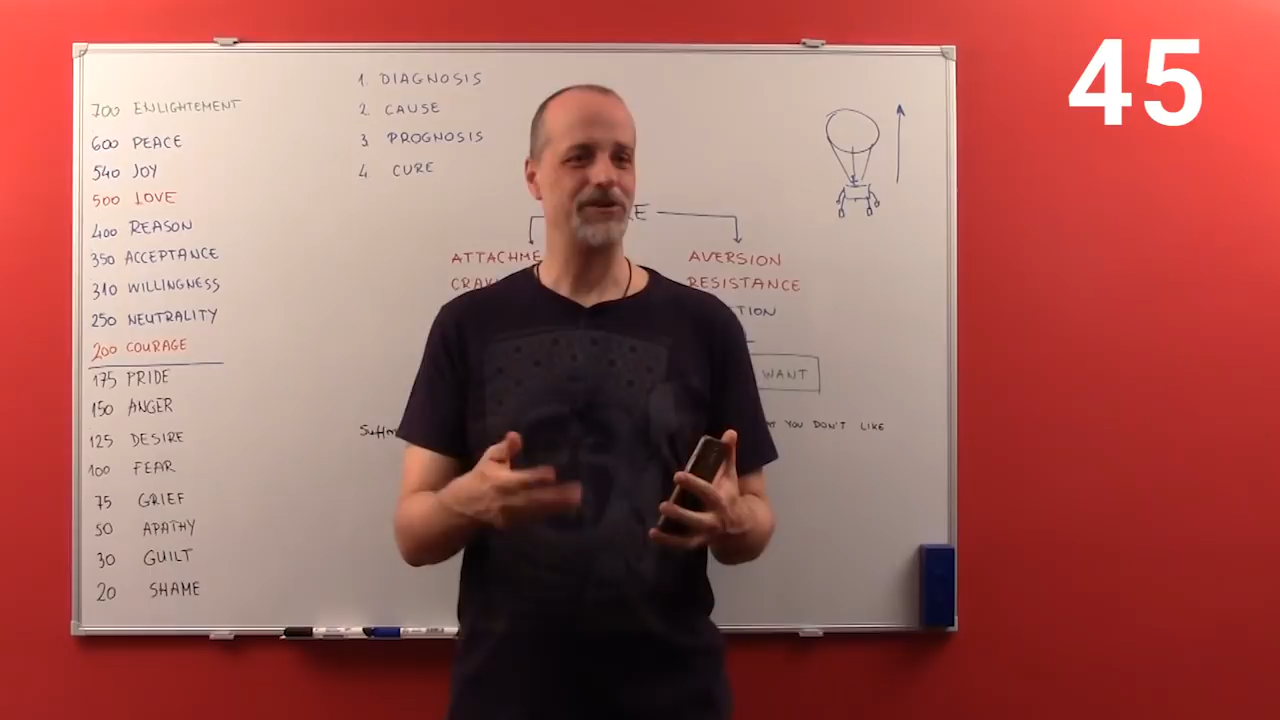 45
700 ENLIGHTEMENT
600 PEACE
540 JOY
500 LOVE
400 REASON
350 ACCEPTANCE
310 WILLINGNESS
250 NEUTRALITY
200 COURAGE
175 PRIDE
150 ANGER
125 DESIRE
100 FEAR
75 GRIEF
50 APATHY
30 GUILT
20 SHAME
1. DIAGNOSIS
2. CAUSE
3. PROGNOSIS
4 CURE
ATTACHME
AVERSION
RESISTANCE
WANT
YOU DON'T LIKE